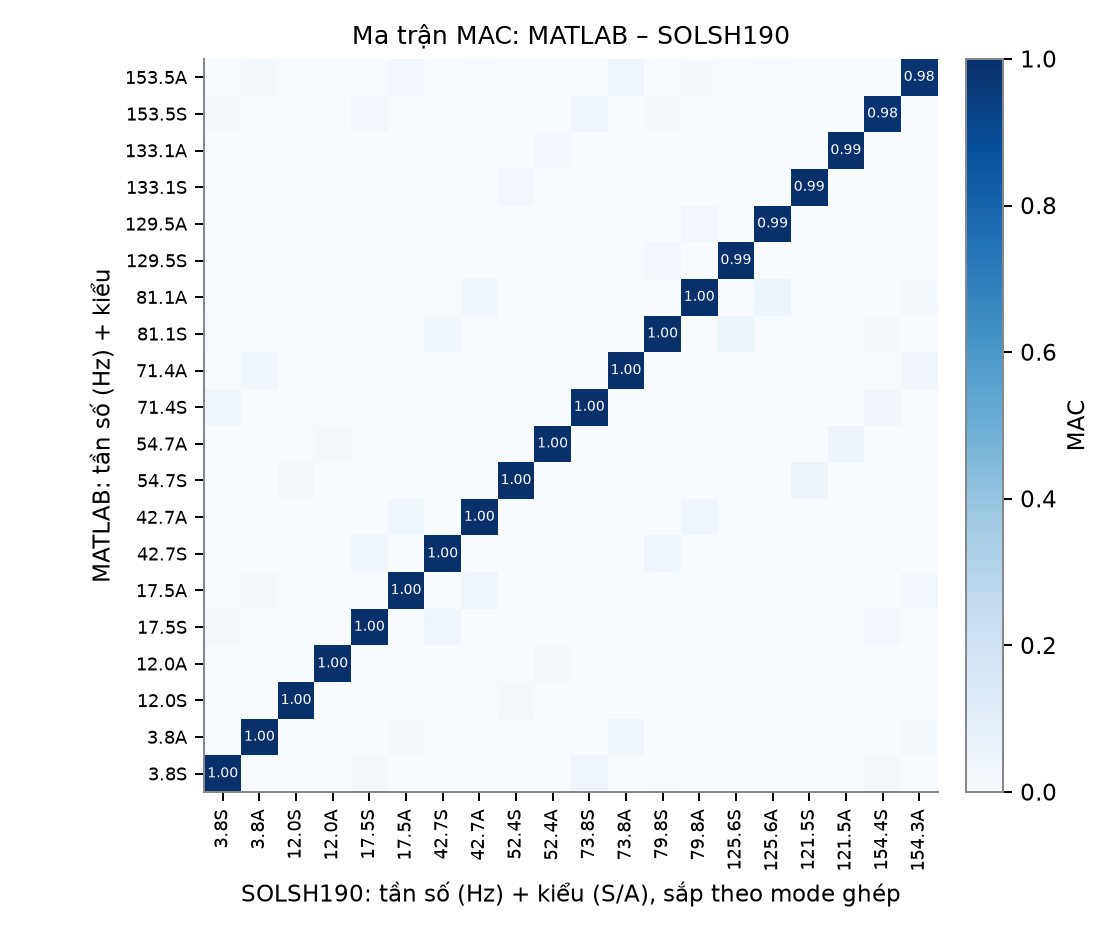 Ma trận MAC: MATLAB – SOLSH190
MATLAB: tần số (Hz) + kiểu
153.5A
153.5S
133.1A
133.1S
129.5A
129.5S
81.1A
81.1S
71.4A
71.4S
54.7A
54.7S
42.7A
42.7S
17.5A
17.5S
12.0A
12.0S
3.8A
3.8S
0.98
0.98
0.99
0.99
0.99
0.99
1.00
1.00
1.00
1.00
1.00
1.00
1.00
1.00
1.00
1.00
1.00
1.00
1.00
1.00
3.8S
3.8A
12.0S
12.0A
17.5S
17.5A
42.7S
42.7A
52.4S
52.4A
73.8S
73.8A
79.8S
79.8A
125.6S
125.6A
121.5S
121.5A
154.4S
154.3A
SOLSH190: tần số (Hz) + kiểu (S/A), sắp theo mode ghép
1.0
0.8
0.6
0.4
0.2
0.0
MAC